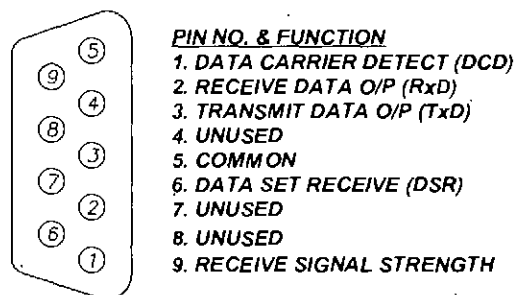 5
9
4
8
3
7
2
6
1
PIN NO. & FUNCTION
1. DATA CARRIER DETECT (DCD)
2. RECEIVE DATA O/P (RxD)
3. TRANSMIT DATA O/P (TxD)
4. UNUSED
5. COMMON
6. DATA SET RECEIVE (DSR)
7. UNUSED
8. UNUSED
9. RECEIVE SIGNAL STRENGTH